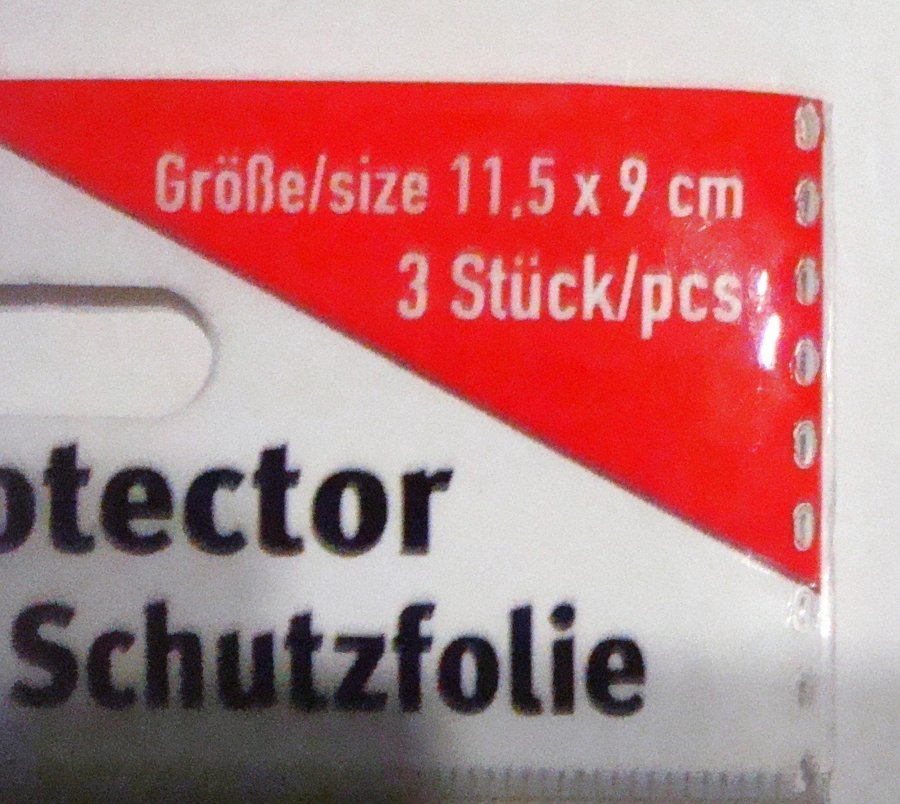 Größe/size 11,5 x 9 cm
3 Stück/pcs
otector
Schutzfolie